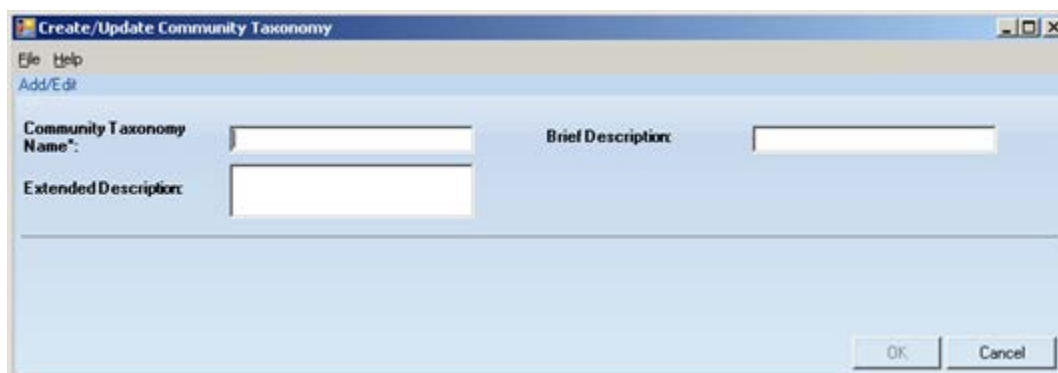 Create/Update Community Taxonomy
File Help
Add/Edit
Community Taxonomy
Name*:
Brief Description:
Extended Description:
OK Cancel